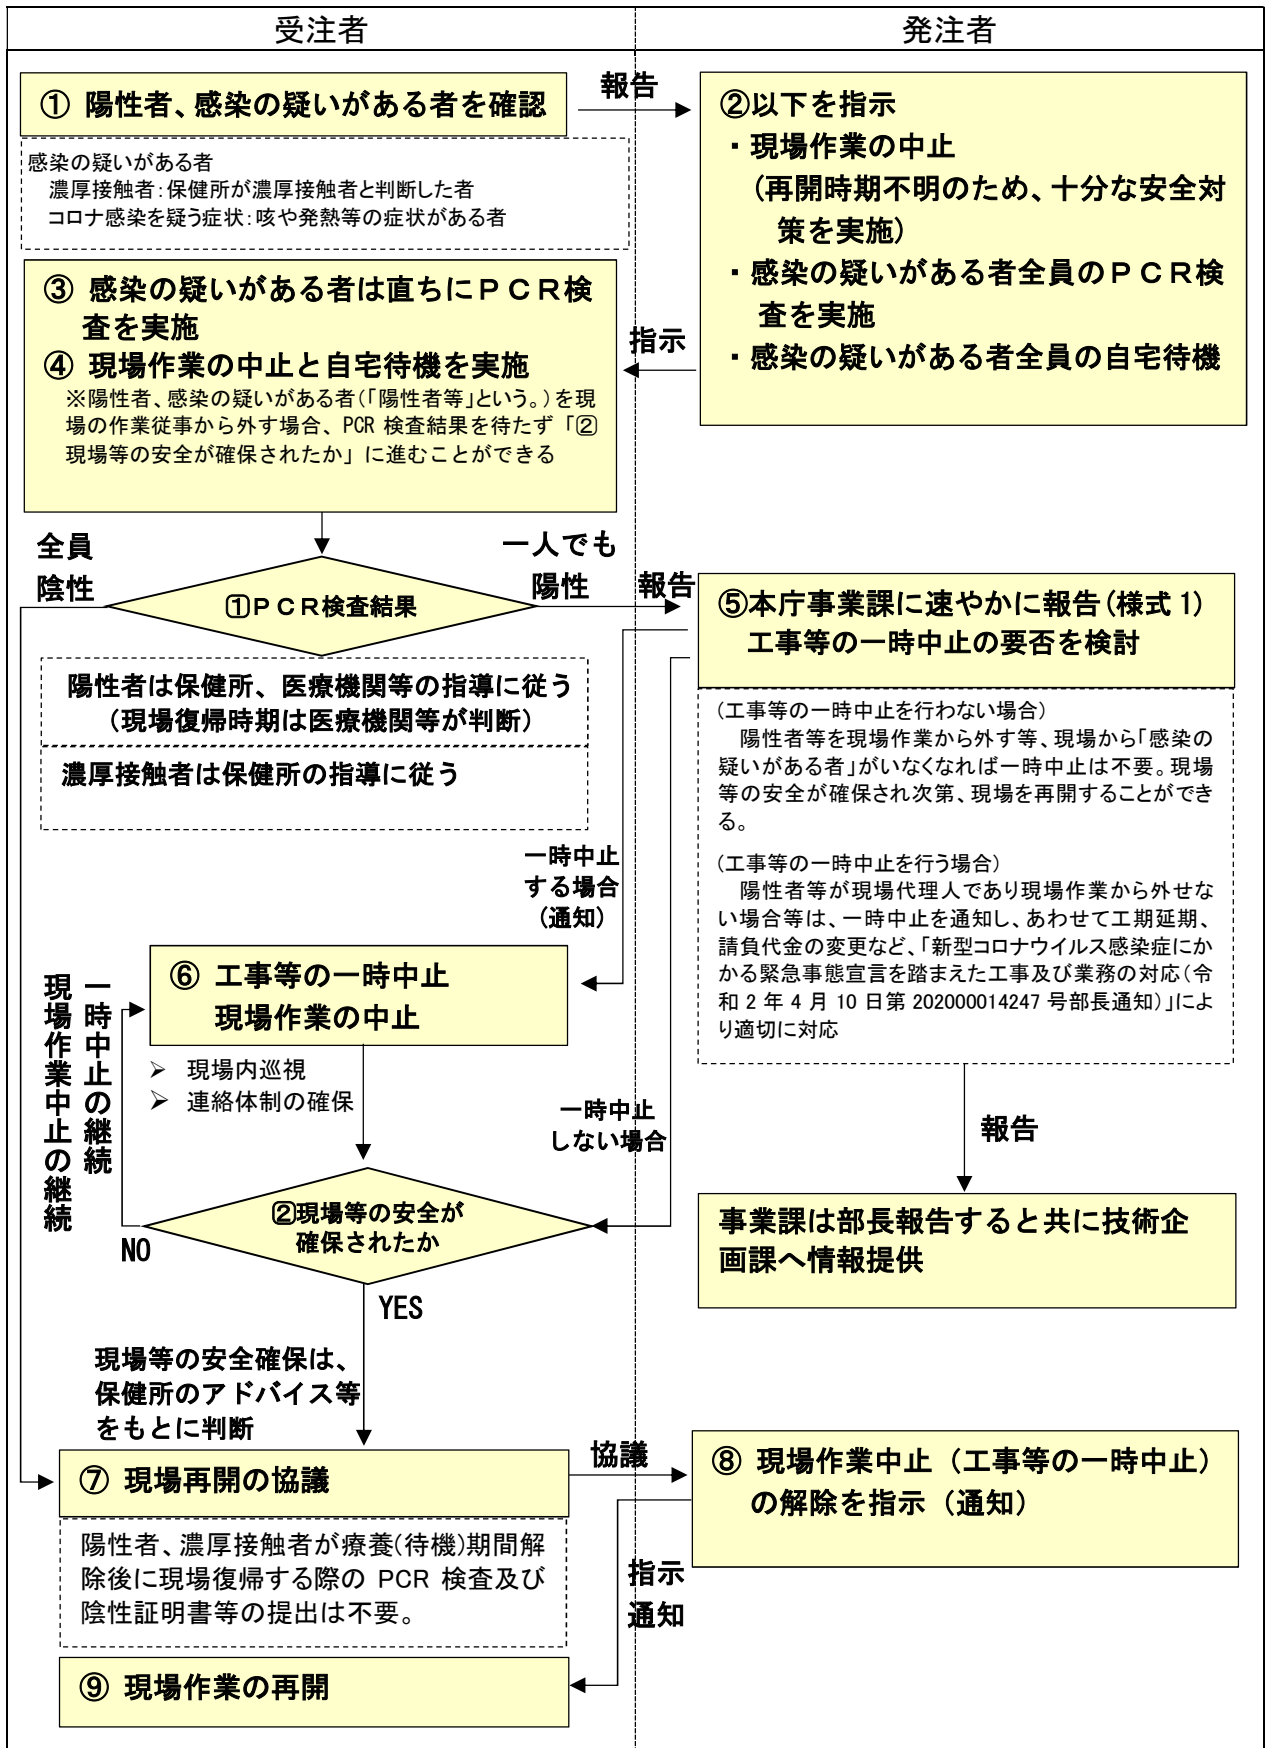 受注者
発注者
① 陽性者、感染の疑いがある者を確認
報告
感染の疑いがある者
濃厚接触者：保健所が濃厚接触者と判断した者
コロナ感染を疑う症状：咳や発熱等の症状がある者
②以下を指示
・現場作業の中止
（再開時期不明のため、十分な安全対
策を実施）
・感染の疑いがある者全員のＰＣＲ検
査を実施
・感染の疑いがある者全員の自宅待機
指示
③ 感染の疑いがある者は直ちにＰＣＲ検
査を実施
④ 現場作業の中止と自宅待機を実施
※陽性者、感染の疑いがある者（「陽性者等」という。）を現
場の作業従事から外す場合、PCR 検査結果を待たず「②
現場等の安全が確保されたか」に進むことができる
全員
陰性
一人でも
陽性
①ＰＣＲ検査結果
報告
⑤本庁事業課に速やかに報告（様式 1）
工事等の一時中止の要否を検討
陽性者は保健所、医療機関等の指導に従う
（現場復帰時期は医療機関等が判断）
濃厚接触者は保健所の指導に従う
（工事等の一時中止を行わない場合）
陽性者等を現場作業から外す等、現場から「感染の
疑いがある者」がいなくなれば一時中止は不要。現場
等の安全が確保され次第、現場を再開することができ
る。
（工事等の一時中止を行う場合）
陽性者等が現場代理人であり現場作業から外せな
い場合等は、一時中止を通知し、あわせて工期延期、
請負代金の変更など、「新型コロナウイルス感染症にか
かる緊急事態宣言を踏まえた工事及び業務の対応（令
和 2 年 4 月 10 日第 202000014247 号部長通知）」によ
り適切に対応
一時中止
する場合
（通知）
⑥ 工事等の一時中止
現場作業の中止
➢ 現場内巡視
➢ 連絡体制の確保
一時中止の継続
現場作業中止の継続
一時中止
しない場合
報告
②現場等の安全が
確保されたか
NO
YES
事業課は部長報告すると共に技術企
画課へ情報提供
現場等の安全確保は、
保健所のアドバイス等
をもとに判断
⑦ 現場再開の協議
協議
⑧ 現場作業中止（工事等の一時中止）
の解除を指示（通知）
陽性者、濃厚接触者が療養(待機)期間解
除後に現場復帰する際の PCR 検査及び
陰性証明書等の提出は不要。
指示
通知
⑨ 現場作業の再開